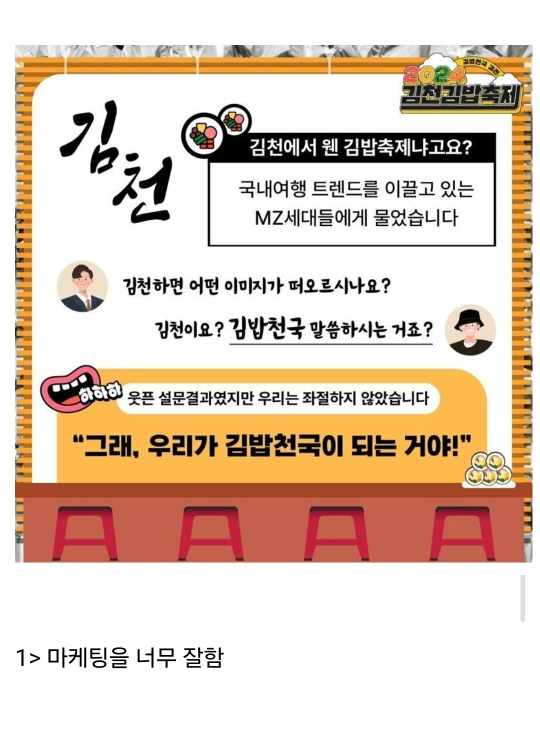 김밥천국 김천
2024
김천김밥축제
김천
김천에서 웬 김밥축제냐고요?
국내여행 트렌드를 이끌고 있는
MZ세대들에게 물었습니다
김천하면 어떤 이미지가 떠오르시나요?
김천이요? 김밥천국 말씀하시는 거죠?
하하하
웃픈 설문결과였지만 우리는 좌절하지 않았습니다
“그래, 우리가 김밥천국이 되는 거야!”
1> 마케팅을 너무 잘함